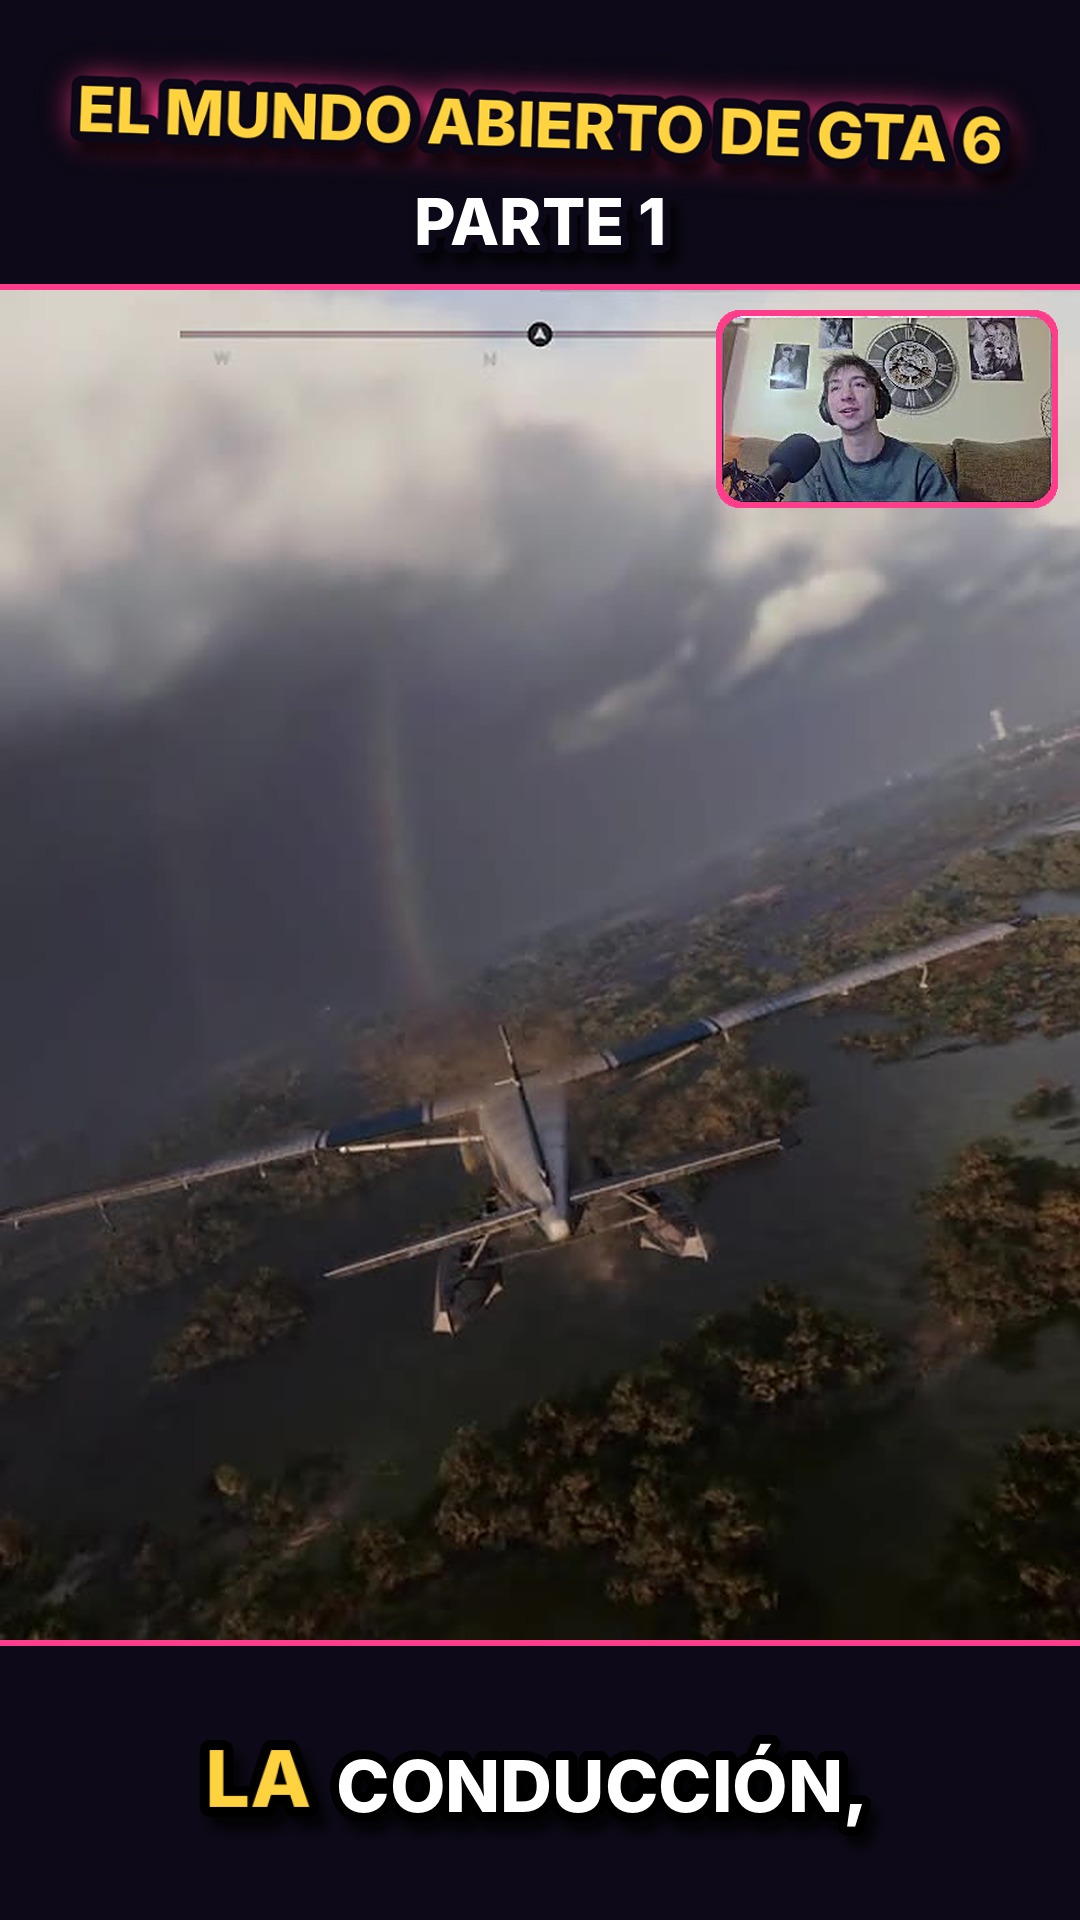 EL MUNDO ABIERTO DE GTA 6
PARTE 1
W
N
LA CONDUCCIÓN,